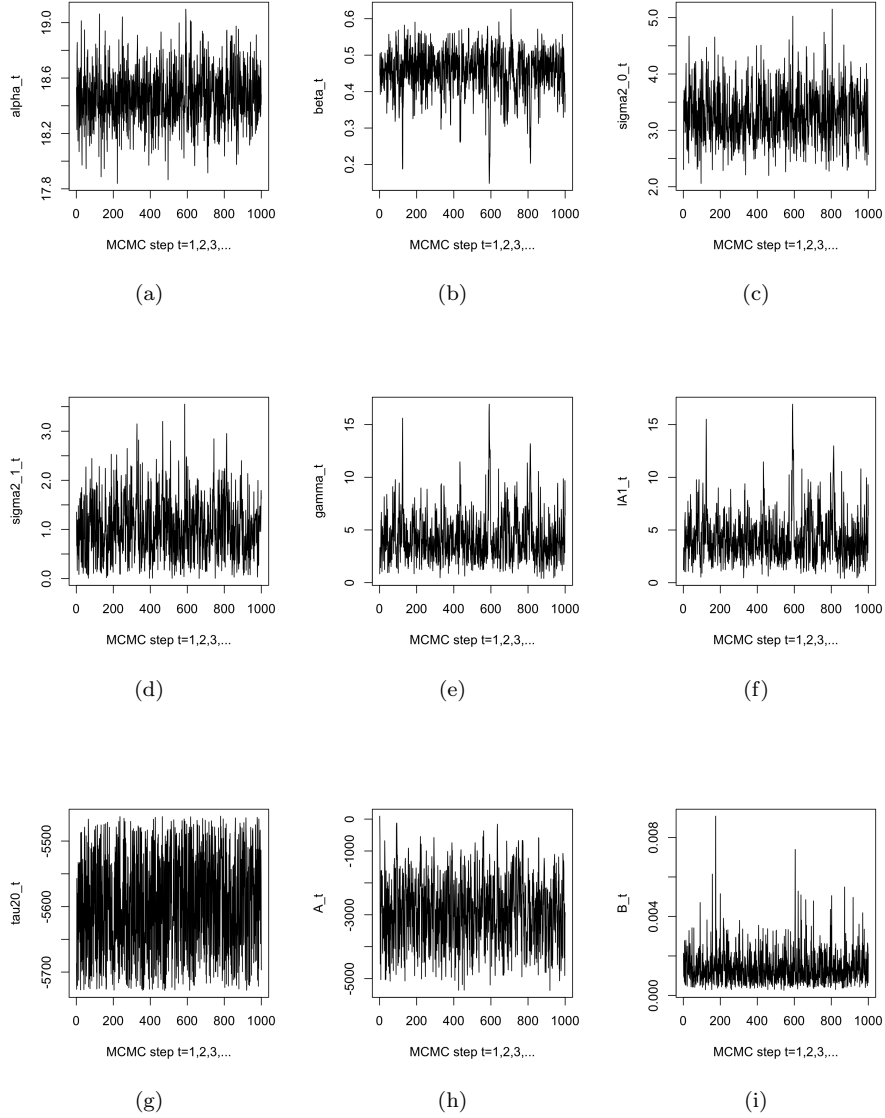 alpha_t
17.8 18.2 18.6 19.0
0 200 400 600 800 1000
MCMC step t=1,2,3,...
(a)
beta_t
0.2 0.3 0.4 0.5 0.6
0 200 400 600 800 1000
MCMC step t=1,2,3,...
(b)
sigma2_0_t
2.0 3.0 4.0 5.0
0 200 400 600 800 1000
MCMC step t=1,2,3,...
(c)
sigma2_1_t
0.0 1.0 2.0 3.0
0 200 400 600 800 1000
MCMC step t=1,2,3,...
(d)
gamma_t
0 5 10 15
0 200 400 600 800 1000
MCMC step t=1,2,3,...
(e)
IA1_t
0 5 10 15
0 200 400 600 800 1000
MCMC step t=1,2,3,...
(f)
tau20_t
-5700 -5600 -5500
0 200 400 600 800 1000
MCMC step t=1,2,3,...
(g)
A_t
-5000 -3000 -1000 0
0 200 400 600 800 1000
MCMC step t=1,2,3,...
(h)
B_t
0.000 0.004 0.008
0 200 400 600 800 1000
MCMC step t=1,2,3,...
(i)